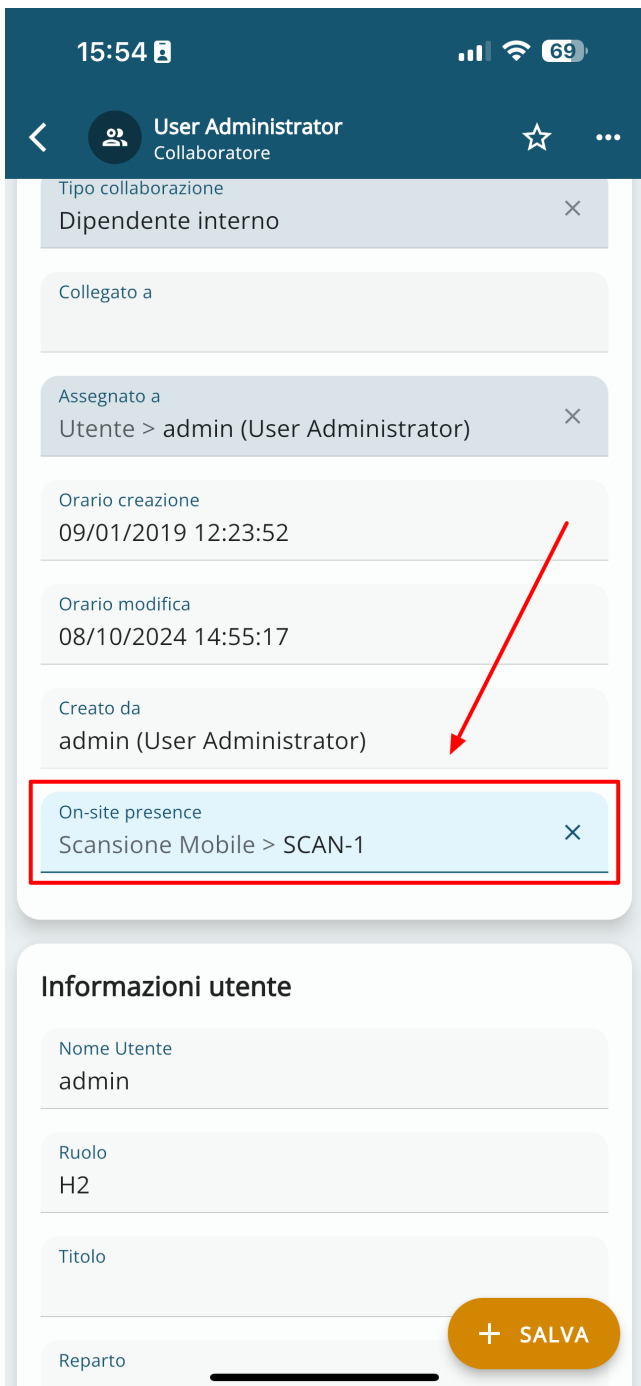 15:54
69
User Administrator
Collaboratore
Tipo collaborazione
Dipendente interno
Collegato a
Assegnato a
Utente > admin (User Administrator)
Orario creazione
09/01/2019 12:23:52
Orario modifica
08/10/2024 14:55:17
Creato da
admin (User Administrator)
On-site presence
Scansione Mobile > SCAN-1
Informazioni utente
Nome Utente
admin
Ruolo
H2
Titolo
SALVA
Reparto